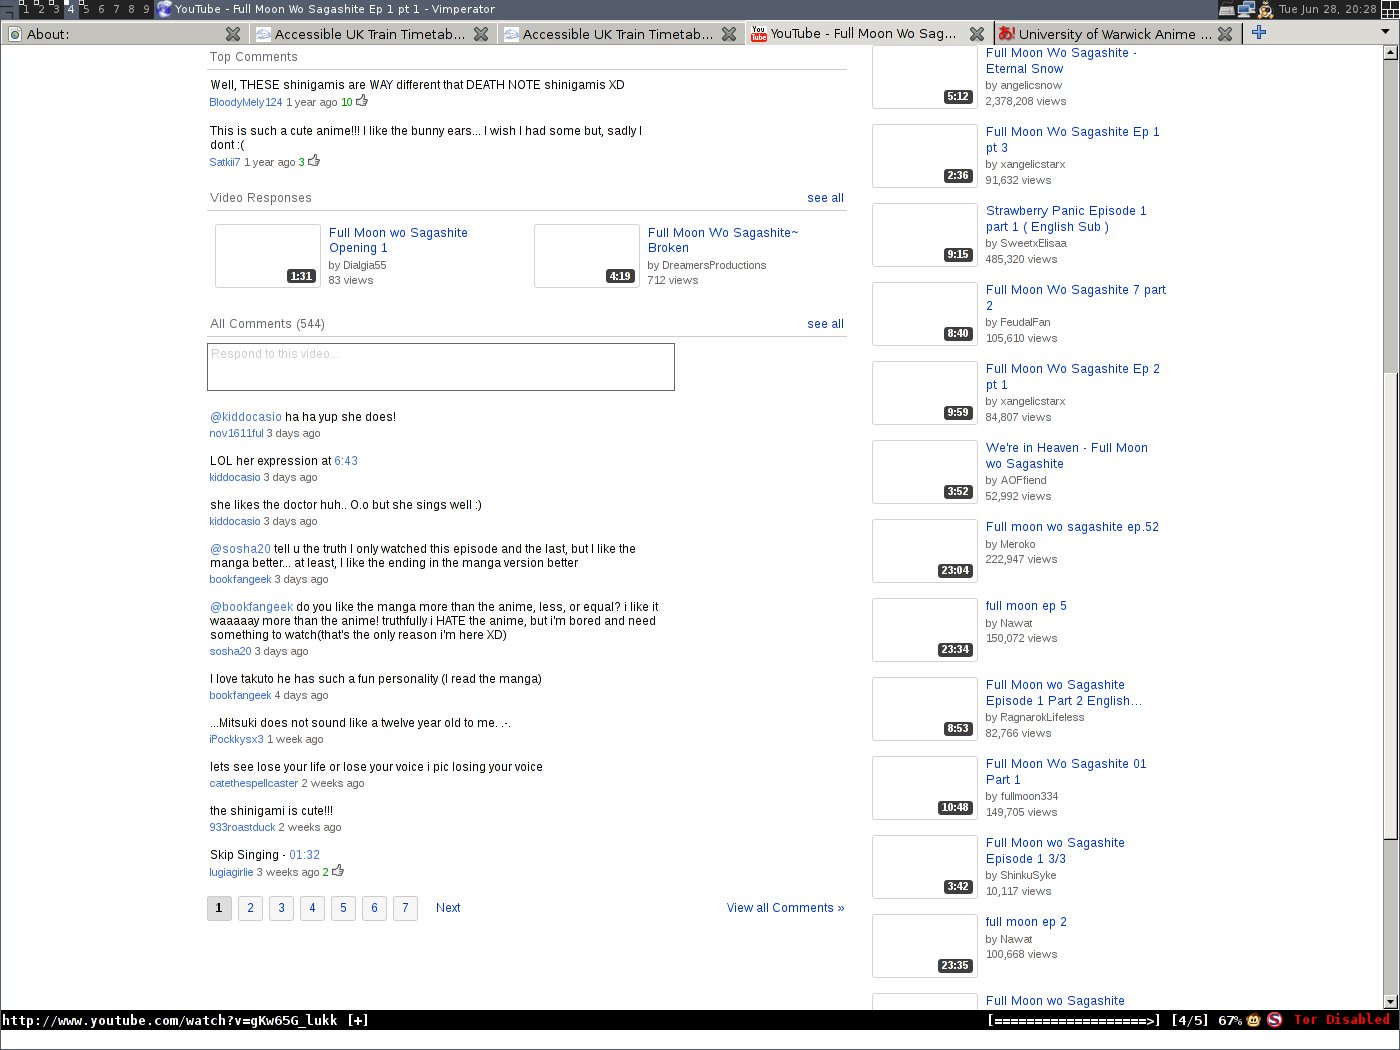 1 2 3 4 5 6 7 8 9 YouTube - Full Moon Wo Sagashite Ep 1 pt 1 - Vimperator Tue Jun 28, 20:28
About: Accessible UK Train Timetab... Accessible UK Train Timetab... YouTube - Full Moon Wo Sag... University of Warwick Anime ...
Top Comments
Well, THESE shinigamis are WAY different that DEATH NOTE shinigamis XD
BloodyMely124 1 year ago 10
This is such a cute anime!!! I like the bunny ears... I wish I had some but, sadly I
dont :(
Satkii7 1 year ago 3
Video Responses see all
1:31
Full Moon wo Sagashite
Opening 1
by Dialgia55
83 views
4:19
Full Moon Wo Sagashite~
Broken
by DreamersProductions
712 views
All Comments (544) see all
Respond to this video...
@kiddocasio ha ha yup she does!
nov1611ful 3 days ago
LOL her expression at 6:43
kiddocasio 3 days ago
she likes the doctor huh.. O.o but she sings well :)
kiddocasio 3 days ago
@sosha20 tell u the truth I only watched this episode and the last, but I like the
manga better... at least, I like the ending in the manga version better
bookfangeek 3 days ago
@bookfangeek do you like the manga more than the anime, less, or equal? i like it
waaaaay more than the anime! truthfully i HATE the anime, but i'm bored and need
something to watch(that's the only reason i'm here XD)
sosha20 3 days ago
I love takuto he has such a fun personality (I read the manga)
bookfangeek 4 days ago
...Mitsuki does not sound like a twelve year old to me. .-.
iPockkysx3 1 week ago
lets see lose your life or lose your voice i pic losing your voice
catethespellcaster 2 weeks ago
the shinigami is cute!!!
933roastduck 2 weeks ago
Skip Singing - 01:32
lugiagirlie 3 weeks ago 2
1 2 3 4 5 6 7 Next View all Comments »
5:12
Full Moon Wo Sagashite -
Eternal Snow
by angelicsnow
2,378,208 views
2:36
Full Moon Wo Sagashite Ep 1
pt 3
by xangelicstarx
91,632 views
9:15
Strawberry Panic Episode 1
part 1 ( English Sub )
by SweetxElisaa
485,320 views
8:40
Full Moon Wo Sagashite 7 part
2
by FeudalFan
105,610 views
9:59
Full Moon Wo Sagashite Ep 2
pt 1
by xangelicstarx
84,807 views
3:52
We're in Heaven - Full Moon
wo Sagashite
by AOFfiend
52,992 views
23:04
Full moon wo sagashite ep.52
by Meroko
222,947 views
23:34
full moon ep 5
by Nawat
150,072 views
8:53
Full Moon wo Sagashite
Episode 1 Part 2 English...
by RagnarokLifeless
82,766 views
10:48
Full Moon Wo Sagashite 01
Part 1
by fullmoon334
149,705 views
3:42
Full Moon wo Sagashite
Episode 1 3/3
by ShinkuSyke
10,117 views
23:35
full moon ep 2
by Nawat
100,668 views
Full Moon wo Sagashite
http://www.youtube.com/watch?v=gKw65G_lukk [+] [===================>] [4/5] 67% Tor Disabled